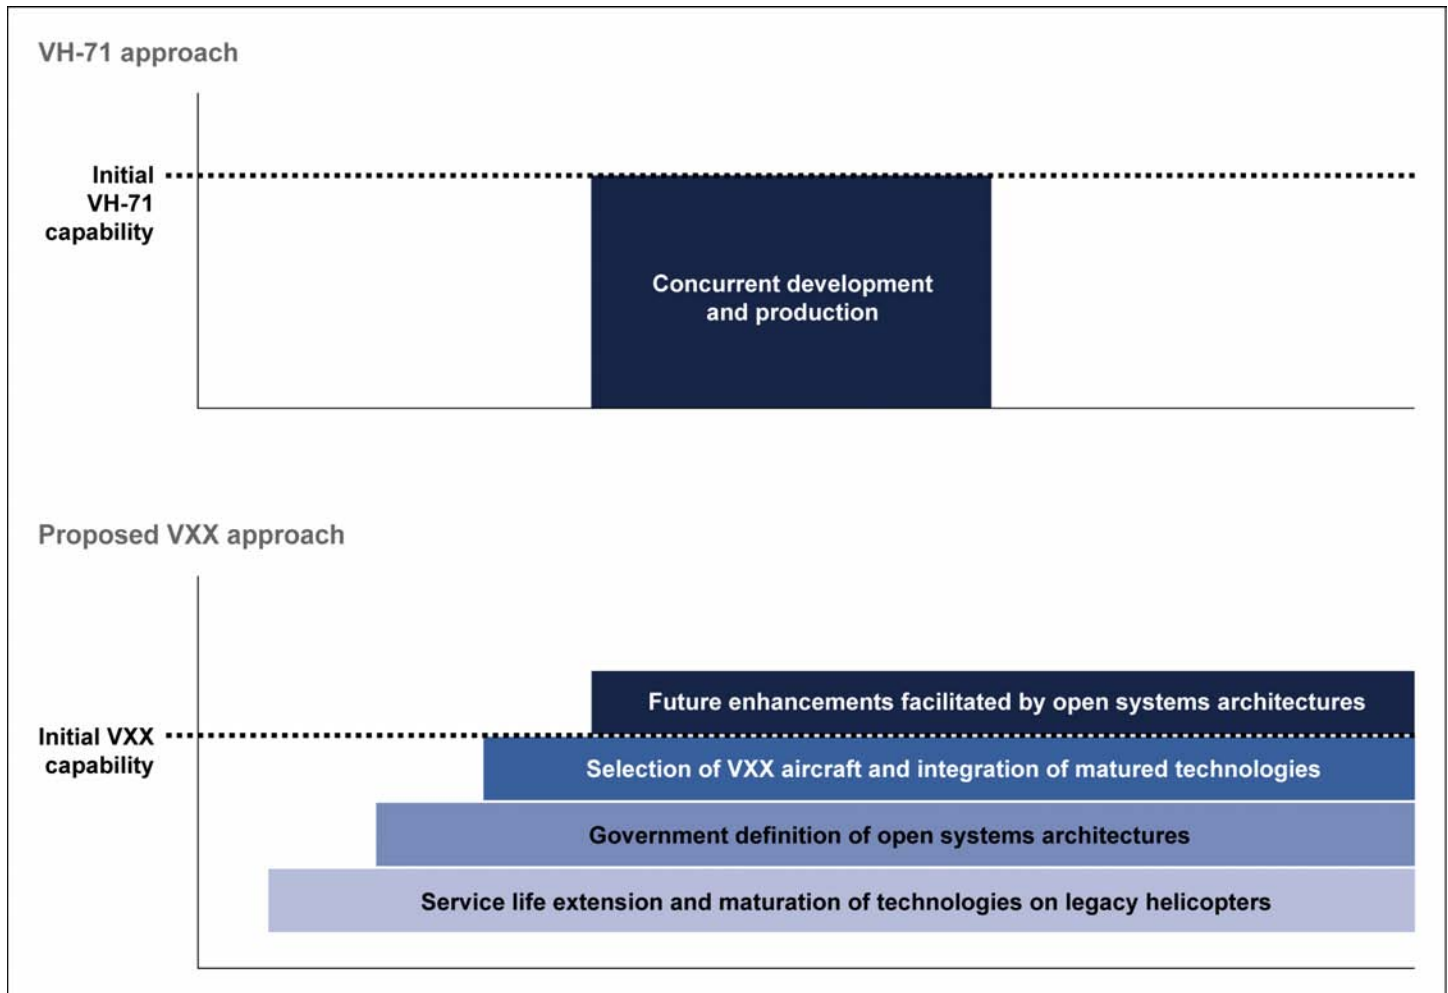 VH-71 approach
Initial
VH-71
capability
Concurrent development
and production
Proposed VXX approach
Future enhancements facilitated by open systems architectures
Initial VXX
capability
Selection of VXX aircraft and integration of matured technologies
Government definition of open systems architectures
Service life extension and maturation of technologies on legacy helicopters